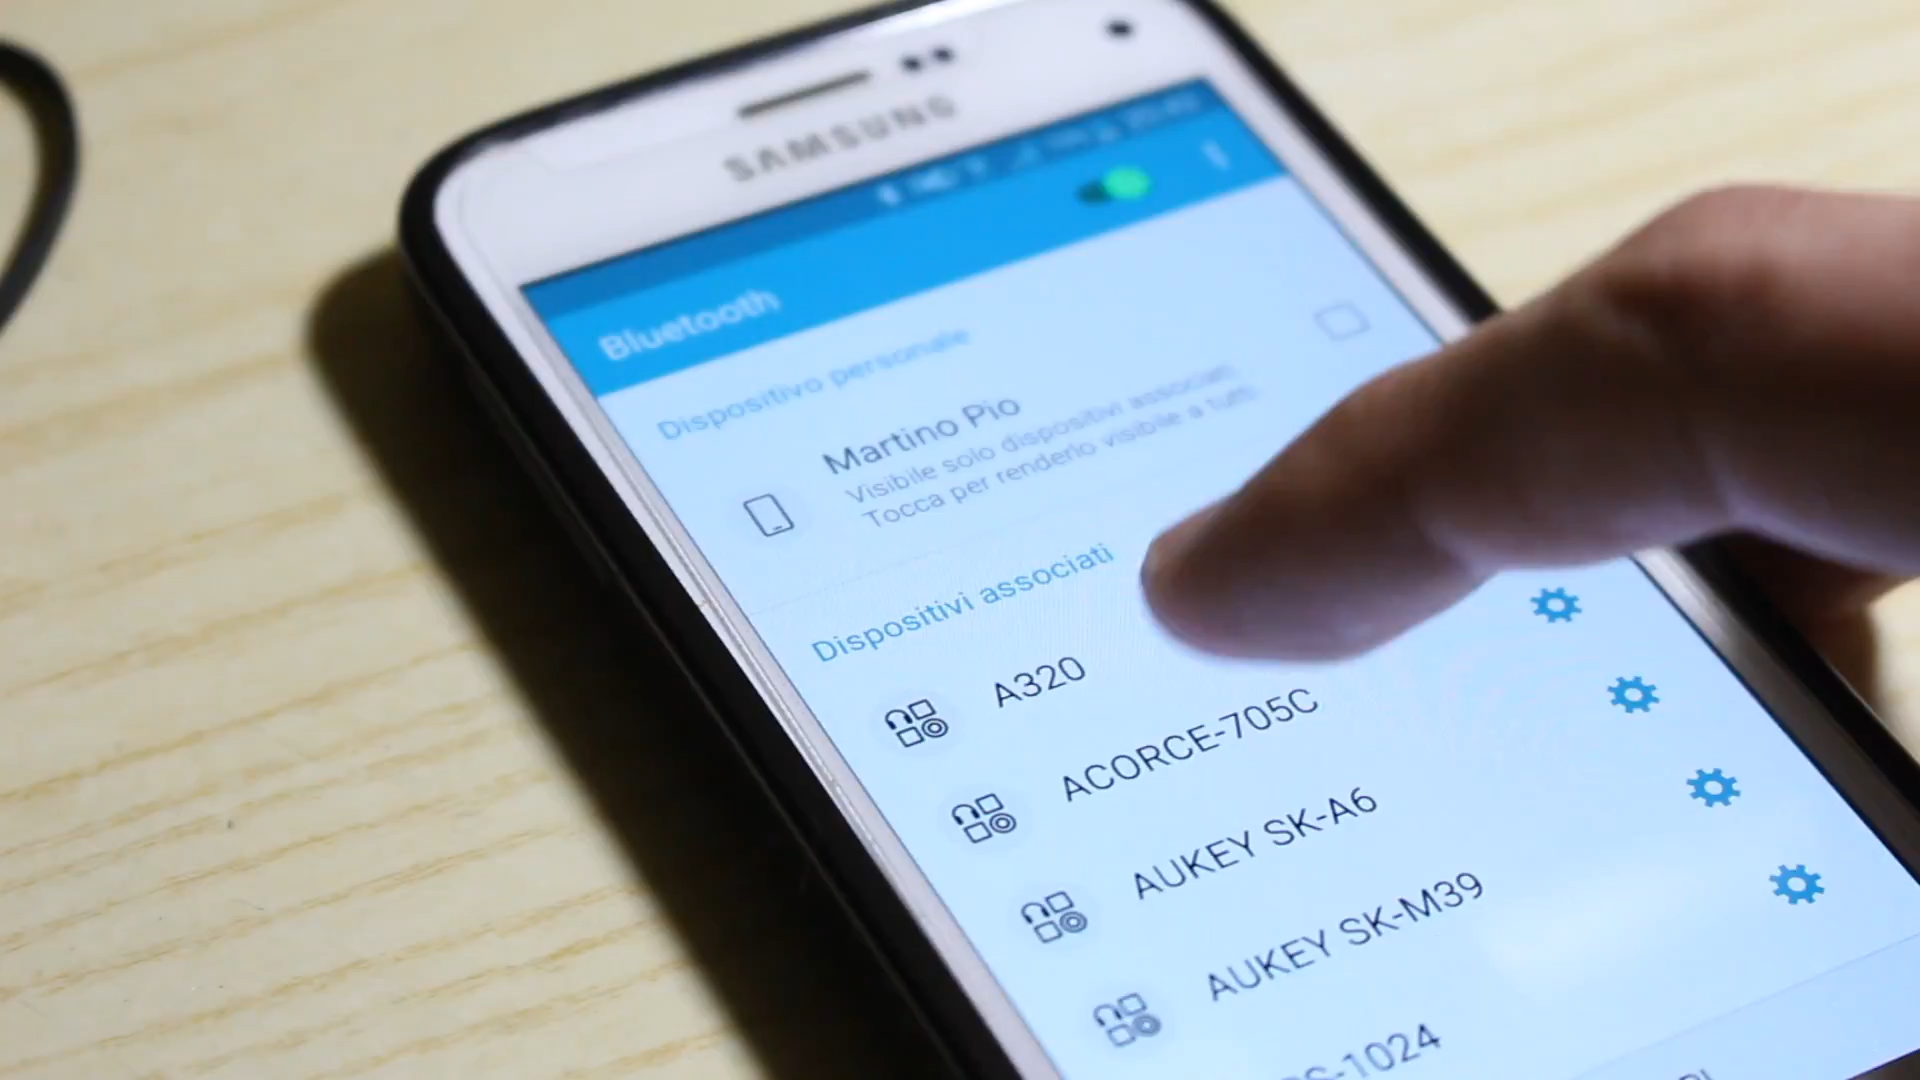 SAMSUNG
Bluetooth
Dispositivo personale
Martino Pio
Visibile solo dispositivi associati.
Tocca per renderlo visibile a tutti.
Dispositivi associati
A320
ACORCE-705C
AUKEY SK-A6
AUKEY SK-M39
S-1024